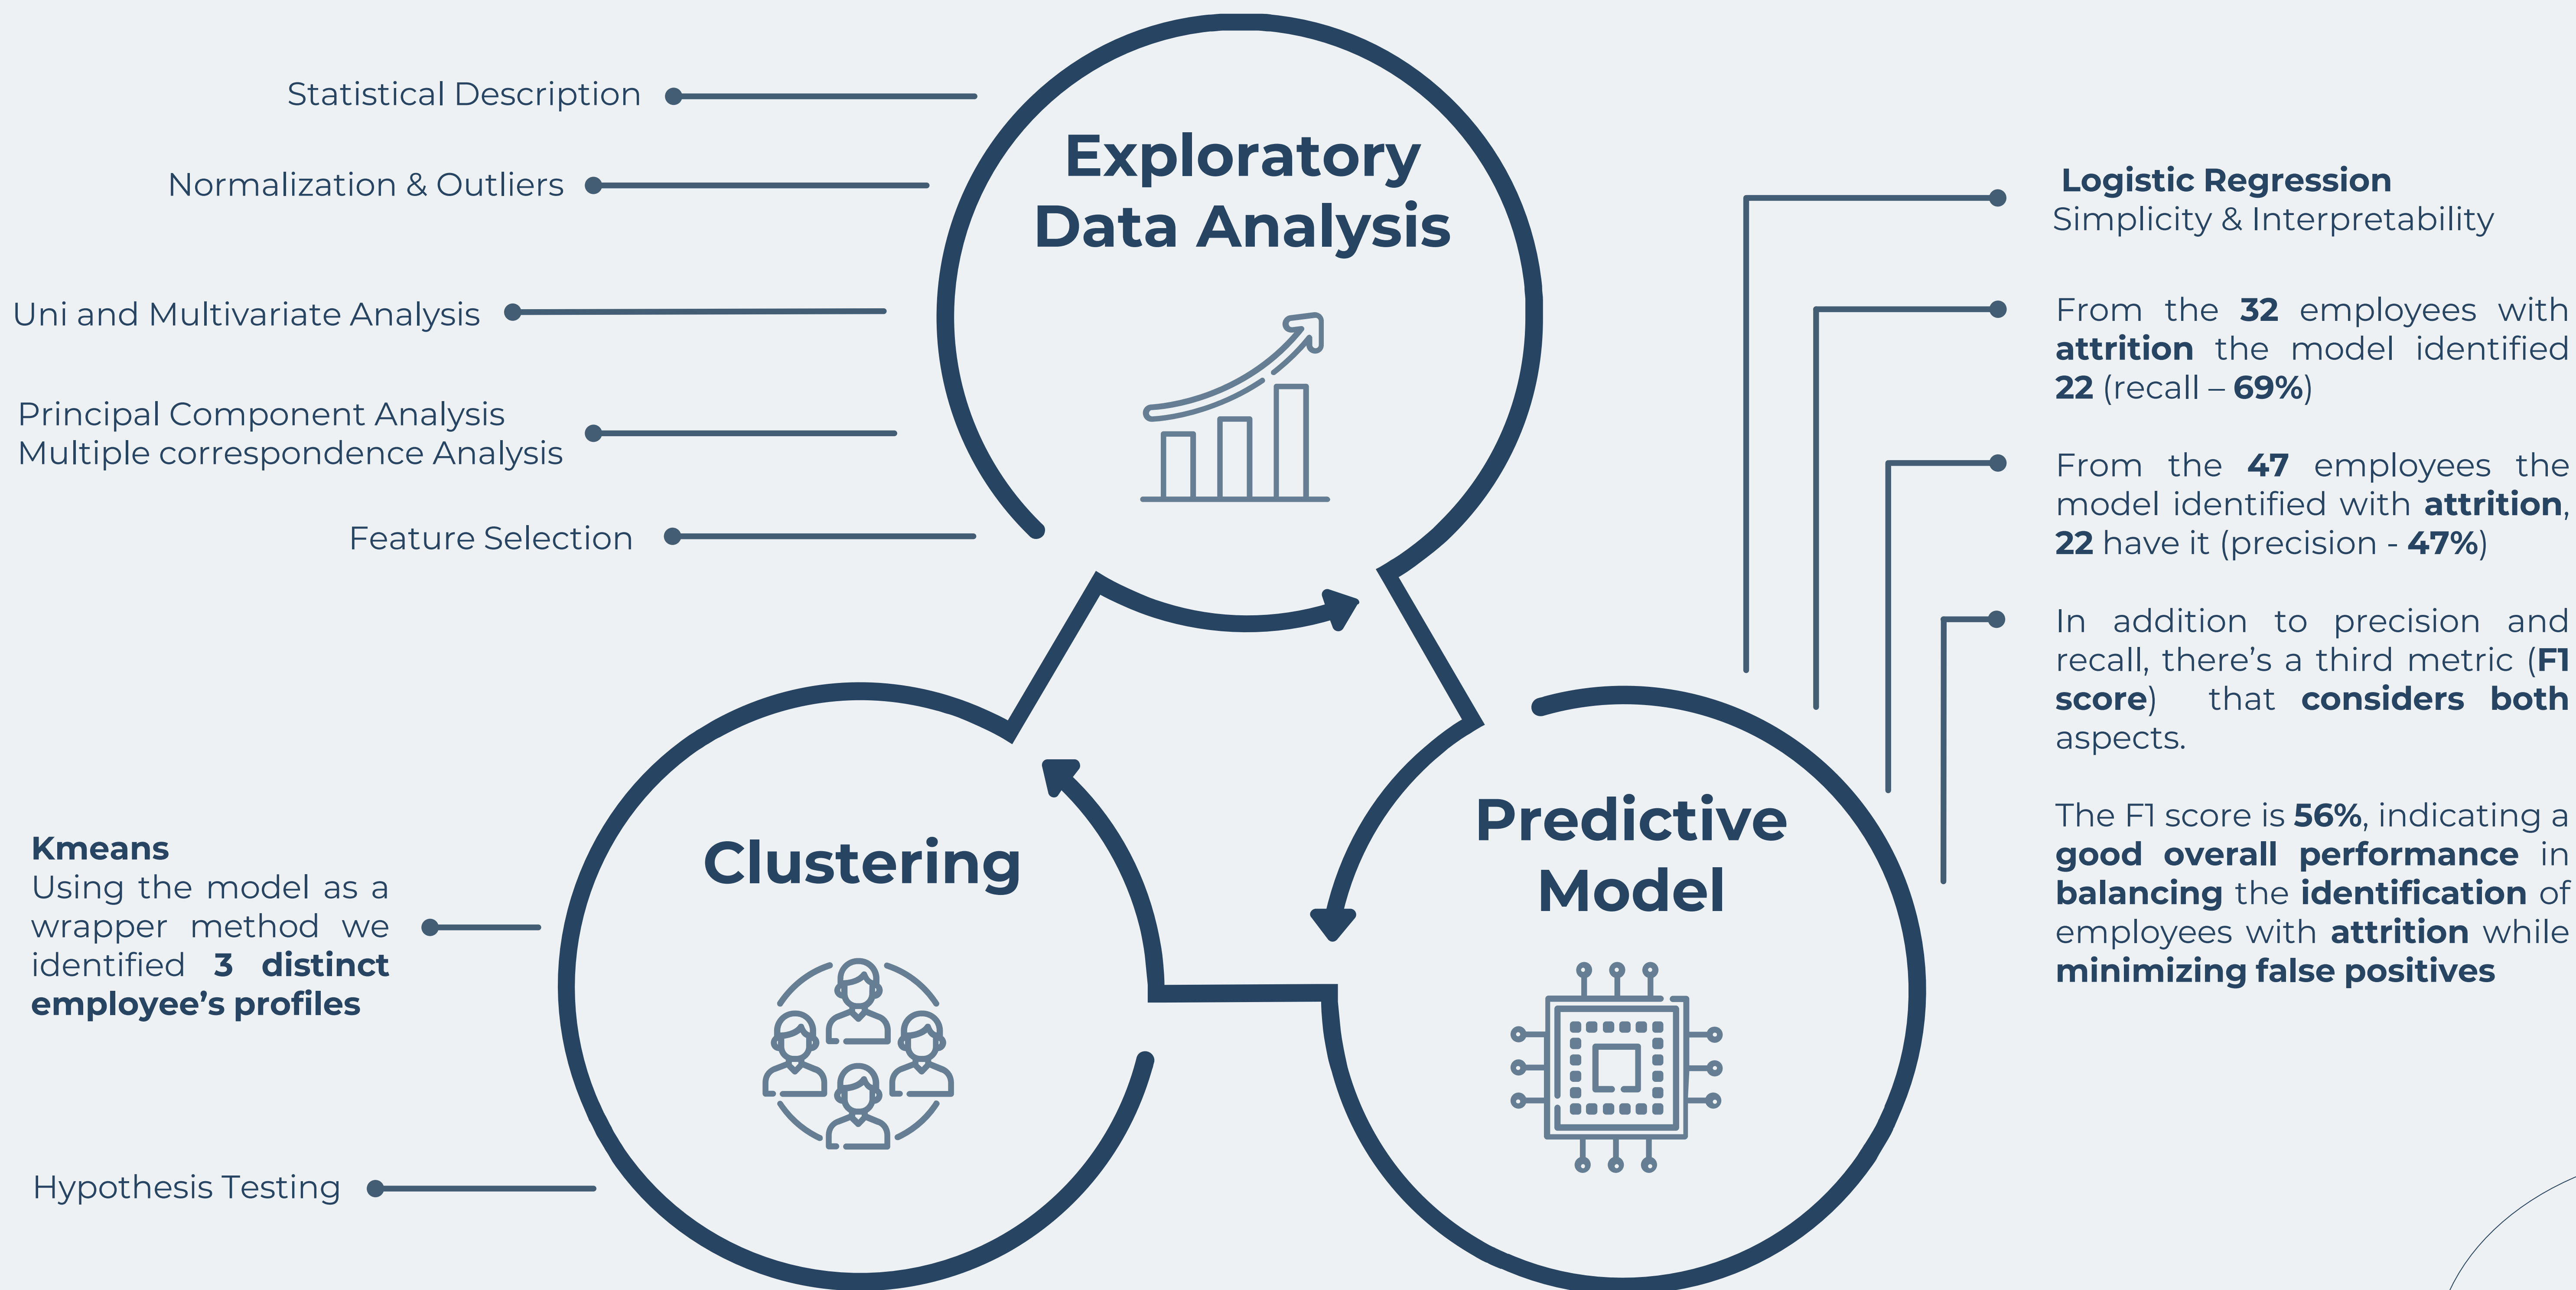 Exploratory
Data Analysis
Statistical Description
Normalization & Outliers
Uni and Multivariate Analysis
Principal Component Analysis
Multiple correspondence Analysis
Feature Selection
Logistic Regression
Simplicity & Interpretability
From the 32 employees with
attrition the model identified
22 (recall – 69%)
From the 47 employees the
model identified with attrition,
22 have it (precision - 47%)
In addition to precision and
recall, there’s a third metric (F1
score) that considers both
aspects.
The F1 score is 56%, indicating a
good overall performance in
balancing the identification of
employees with attrition while
minimizing false positives
Predictive
Model
Clustering
Kmeans
Using the model as a
wrapper method we
identified 3 distinct
employee’s profiles
Hypothesis Testing